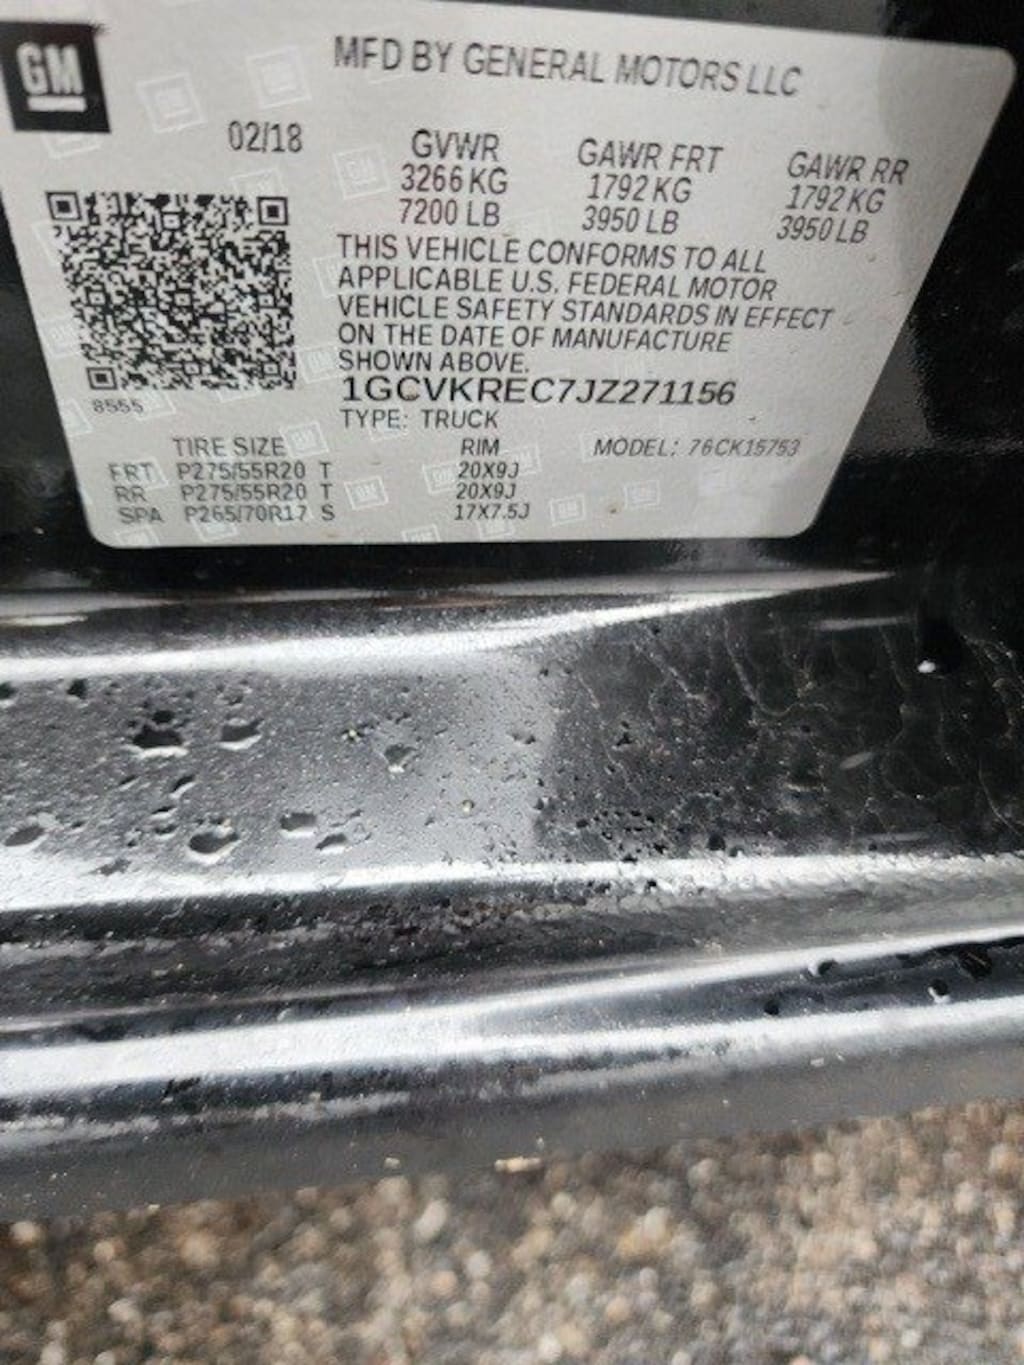 GM
MFD BY GENERAL MOTORS LLC
02/18
GVWR GAWR FRT GAWR RR
3266 KG 1792 KG 1792 KG
7200 LB 3950 LB 3950 LB
THIS VEHICLE CONFORMS TO ALL
APPLICABLE U.S. FEDERAL MOTOR
VEHICLE SAFETY STANDARDS IN EFFECT
ON THE DATE OF MANUFACTURE
SHOWN ABOVE.
8555
1GCVKREC7JZ271156
TYPE: TRUCK
TIRE SIZE RIM MODEL: 76CK15753
FRT P275/55R20 T 20X9J
RR P275/55R20 T 20X9J
SPA P265/70R17 S 17X7.5J